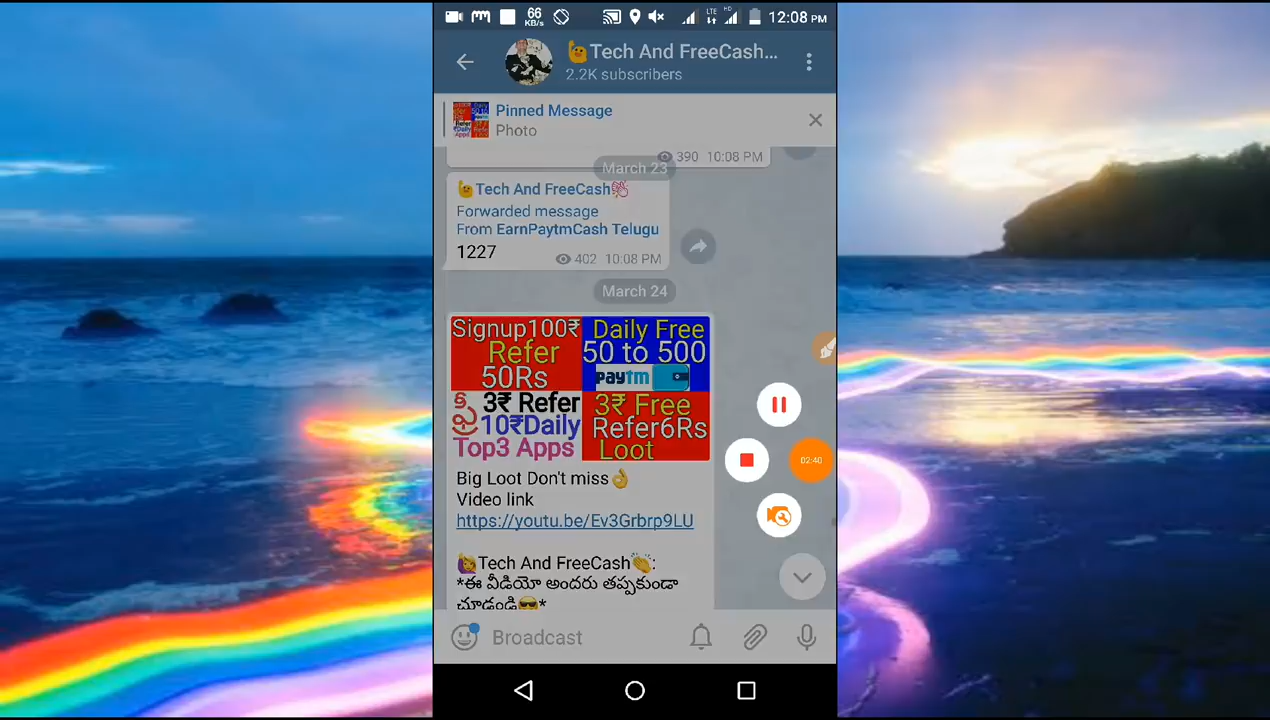 66
KB/s
LTE
HD
12:08 PM
🙋Tech And FreeCash...
2.2K subscribers
Pinned Message
Photo
390 10:08 PM
March 23
🙋Tech And FreeCash👏
Forwarded message
From EarnPaytmCash Telugu
1227
402 10:08 PM
March 24
Signup100₹
Refer
50Rs
Daily Free
50 to 500
paytm
3₹ Refer
10₹Daily
Top3 Apps
3₹ Free
Refer6Rs
Loot
Big Loot Don't miss👌
Video link
https://youtu.be/Ev3Grbrp9LU
🙋Tech And FreeCash👏:
*ఈ వీడియో అందరు తప్పకుండా
చూడండి😎*
02:40
Broadcast